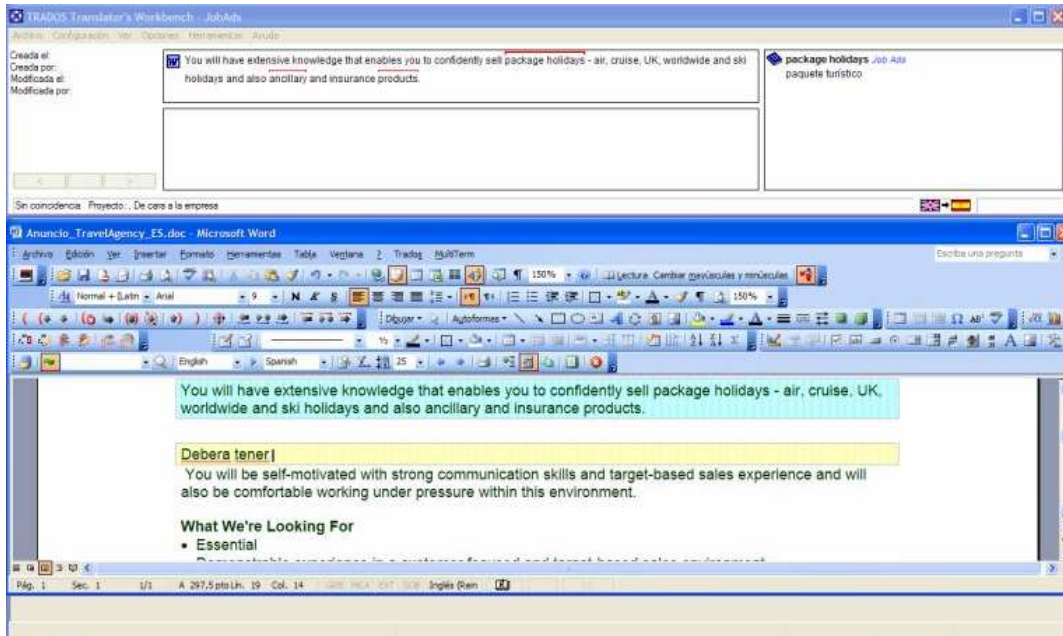 TRADOS Translator's Workbench - JobAds
Archivo Configuración Ver Opciones Herramientas Ayuda
Creada el:
Creada por:
Modificada el:
Modificada por:
You will have extensive knowledge that enables you to confidently sell package holidays - air, cruise, UK, worldwide and ski
holidays and also ancillary and insurance products.
package holidays Job Ads
paquete turístico
Sin coincidencia Proyecto: . De cara a la empresa
Anuncio_TravelAgency_ES.doc - Microsoft Word
Archivo Edición Ver Insertar Formato Herramientas Tabla Ventana ? Trados MultiTerm
Escriba una pregunta
150% Lectura Cambiar mayúsculas y minúsculas
Normal + (Latin Arial 9 N K S 150%
Dibujar Autoformas
English Spanish 25
You will have extensive knowledge that enables you to confidently sell package holidays - air, cruise, UK,
worldwide and ski holidays and also ancillary and insurance products.
Debera tener
You will be self-motivated with strong communication skills and target-based sales experience and will
also be comfortable working under pressure within this environment.
What We're Looking For
• Essential
Pág. 1 Sec. 1 1/1 A 297,5 pto Lín. 19 Col. 14 GRB MCA EXT SOB Inglés (Rein